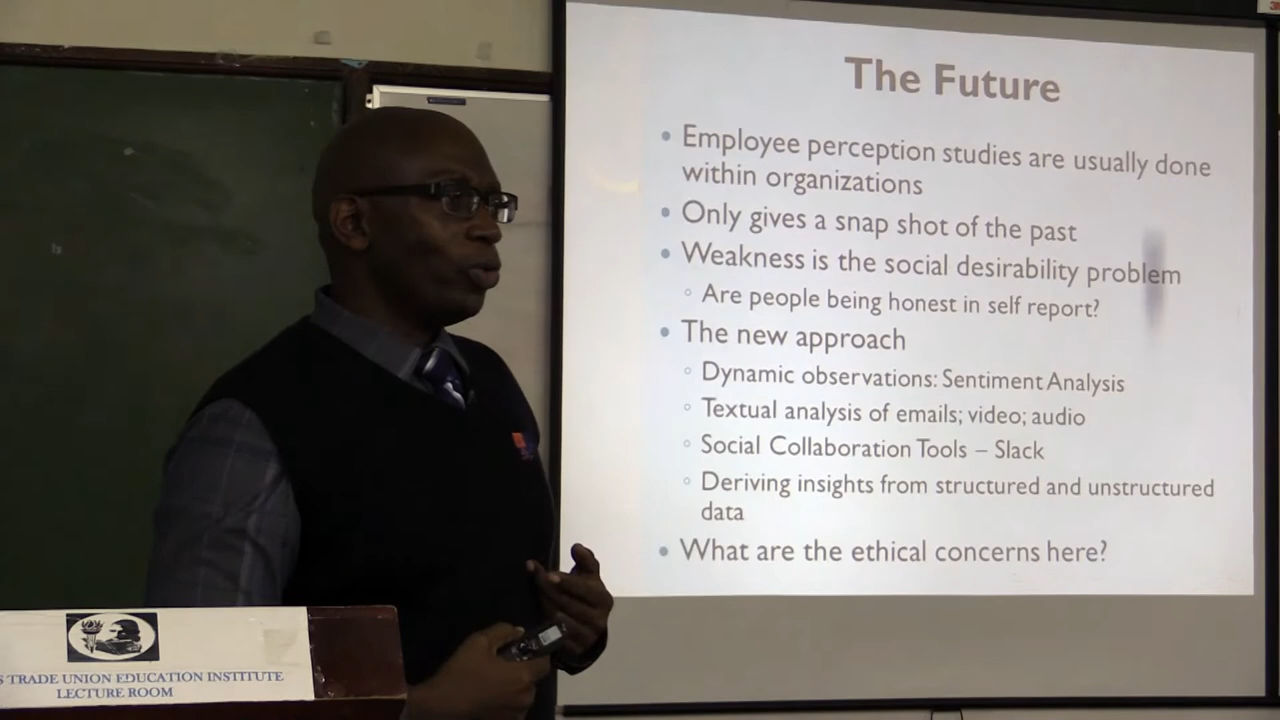 The Future
Employee perception studies are usually done
within organizations
Only gives a snap shot of the past
Weakness is the social desirability problem
Are people being honest in self report?
The new approach
Dynamic observations: Sentiment Analysis
Textual analysis of emails; video; audio
Social Collaboration Tools – Slack
Deriving insights from structured and unstructured
data
What are the ethical concerns here?
TRADE UNION EDUCATION INSTITUTE
LECTURE ROOM